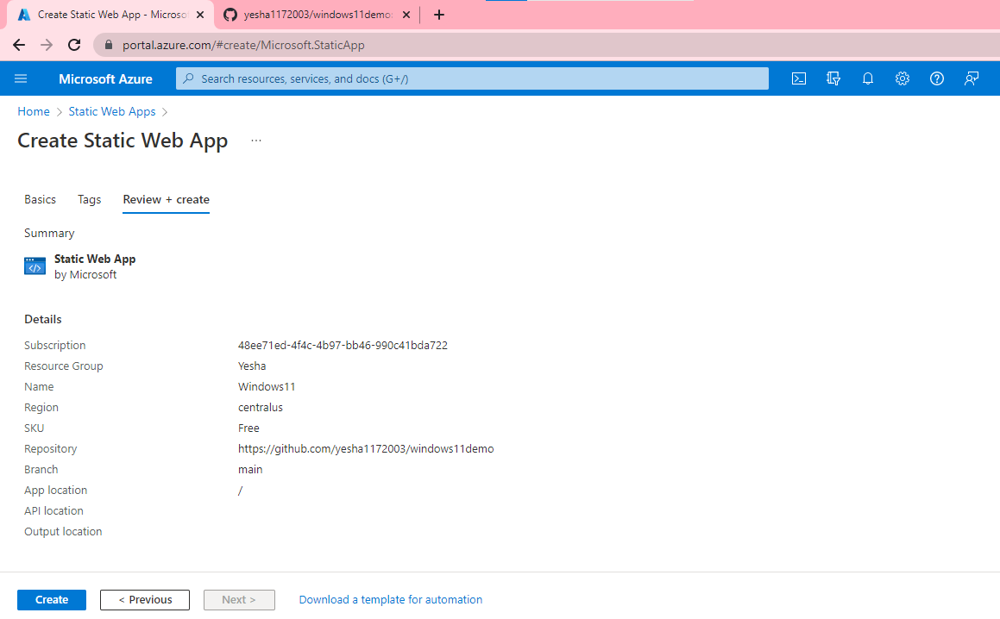 Create Static Web App - Microsof
yesha1172003/windows11demo:
portal.azure.com/#create/Microsoft.StaticApp
Microsoft Azure
Search resources, services, and docs (G+/)
Home > Static Web Apps >
Create Static Web App ...
Basics Tags Review + create
Summary
Static Web App
by Microsoft
Details
Subscription 48ee71ed-4f4c-4b97-bb46-990c41bda722
Resource Group Yesha
Name Windows11
Region centralus
SKU Free
Repository https://github.com/yesha1172003/windows11demo
Branch main
App location /
API location
Output location
Create < Previous Next > Download a template for automation